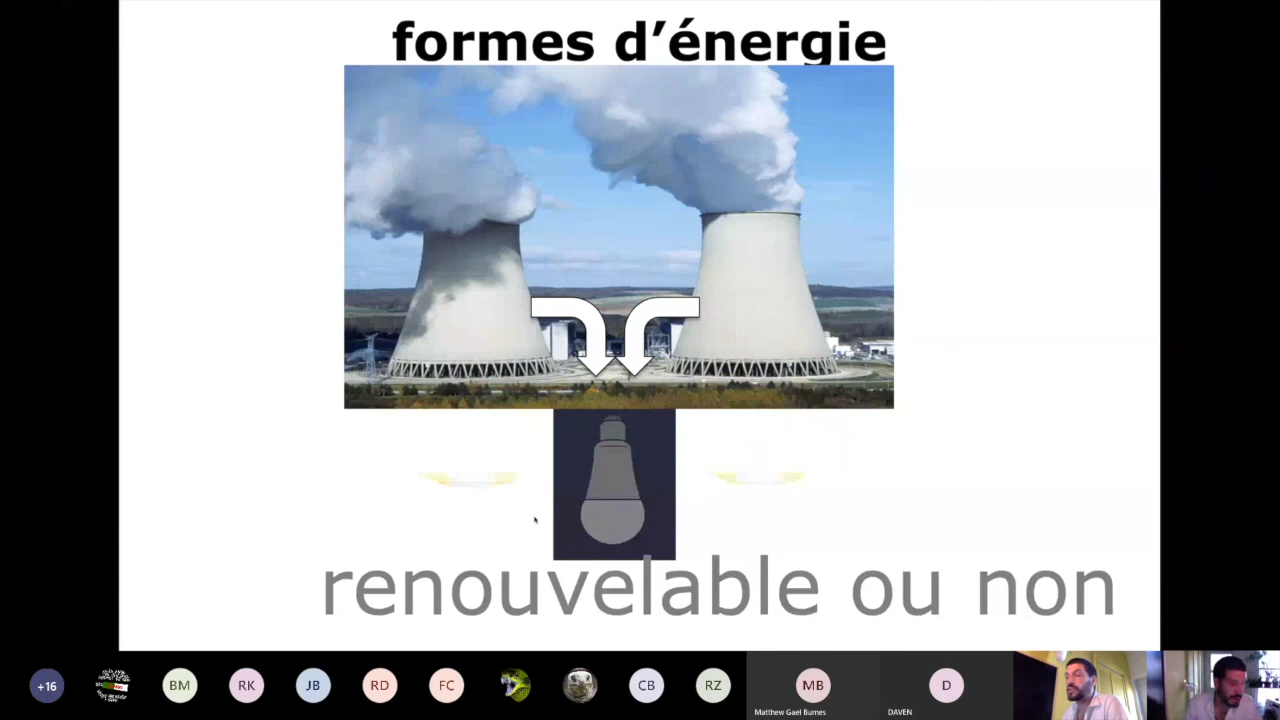 formes d’énergie
renouvelable ou non
+16
BM
RK
JB
RD
FC
CB
RZ
MB
D
Matthew Gael Burnes
DAVEN